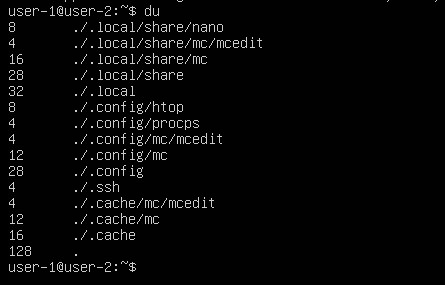 user-1@user-2:~$ du
8 ./.local/share/nano
4 ./.local/share/mc/mcedit
16 ./.local/share/mc
28 ./.local/share
32 ./.local
8 ./.config/htop
4 ./.config/procps
4 ./.config/mc/mcedit
12 ./.config/mc
28 ./.config
4 ./.ssh
4 ./.cache/mc/mcedit
12 ./.cache/mc
16 ./.cache
128 .
user-1@user-2:~$